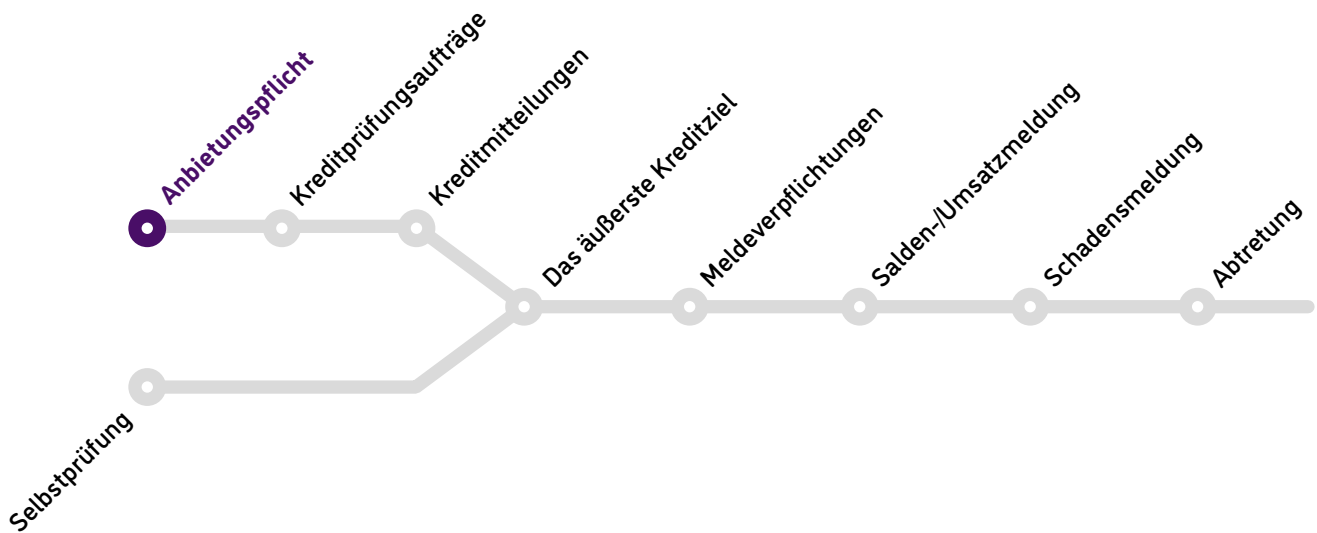 Anbietungspflicht
Kreditprüfungsaufträge
Kreditmitteilungen
Das äußerste Kreditziel
Meldeverpflichtungen
Salden-/Umsatzmeldung
Schadensmeldung
Abtretung
Selbstprüfung